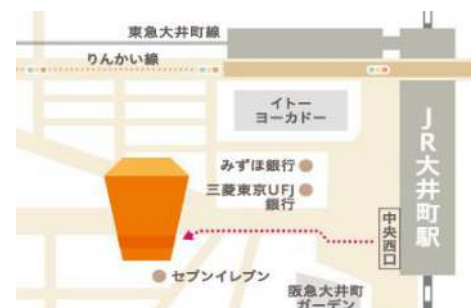 東急大井町線
りんかい線
イトー
ヨーカドー
みずほ銀行
三菱東京UFJ
銀行
JR大井町駅
中央西口
セブンイレブン
阪急大井町
ガーデン